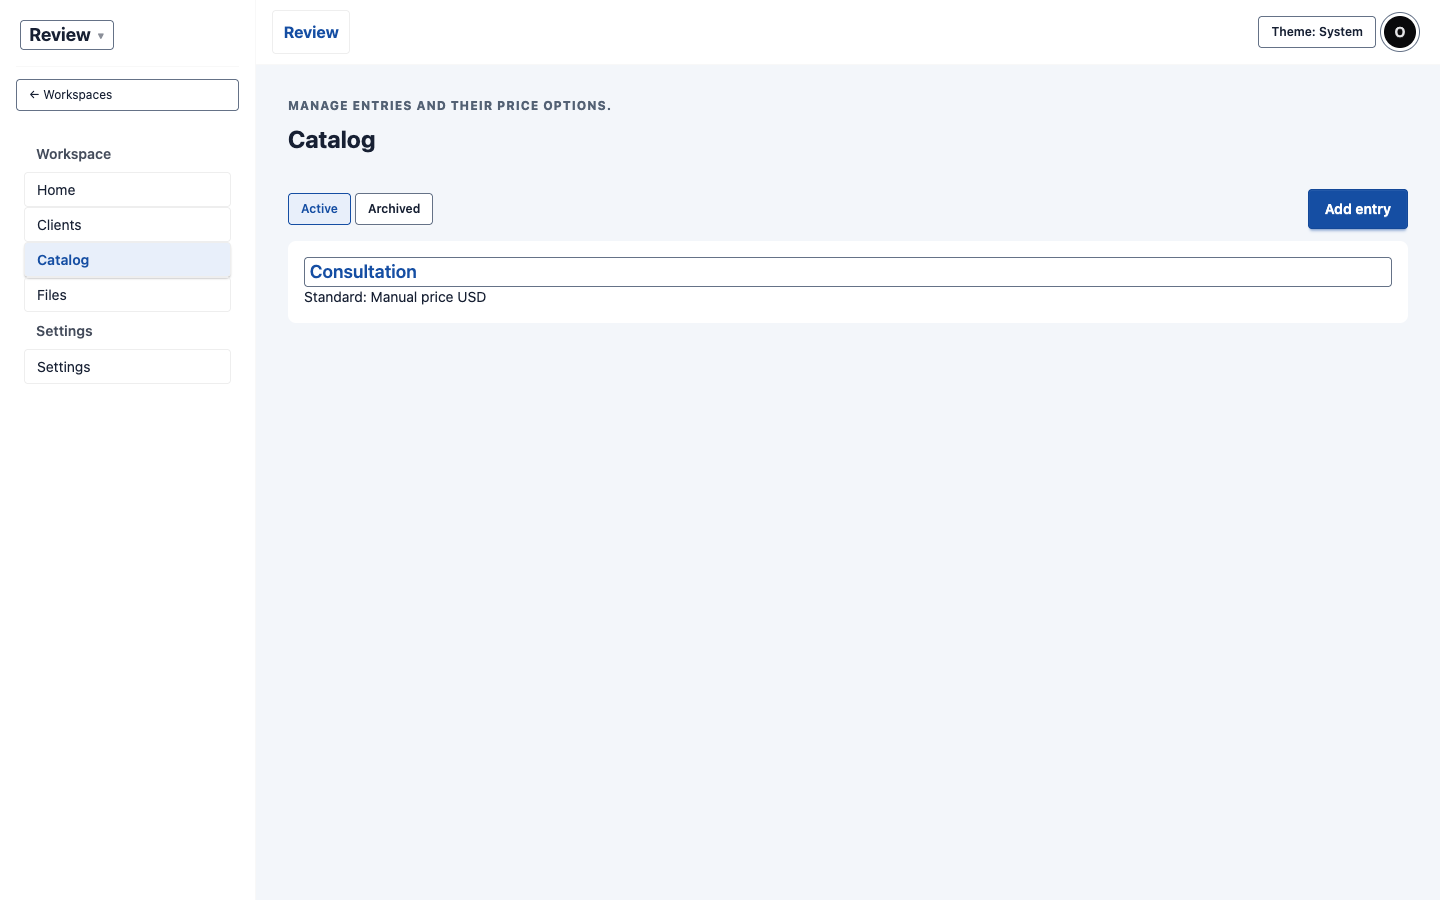 Review ▾
← Workspaces
Workspace
Home
Clients
Catalog
Files
Settings
Settings
Review
Theme: System
O
MANAGE ENTRIES AND THEIR PRICE OPTIONS.
Catalog
Active
Archived
Add entry
Consultation
Standard: Manual price USD